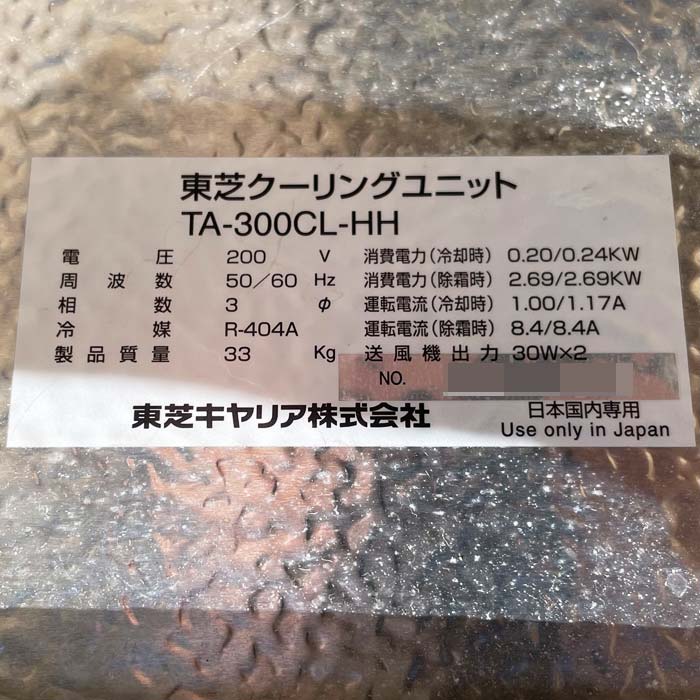 東芝クーリングユニット
TA-300CL-HH
電圧 200 V 消費電力(冷却時) 0.20/0.24KW
周波数 50/60 Hz 消費電力(除霜時) 2.69/2.69KW
相数 3 φ 運転電流(冷却時) 1.00/1.17A
冷媒 R-404A 運転電流(除霜時) 8.4/8.4A
製品質量 33 Kg 送風機出力 30W×2
NO.
東芝キヤリア株式会社 日本国内専用
Use only in Japan